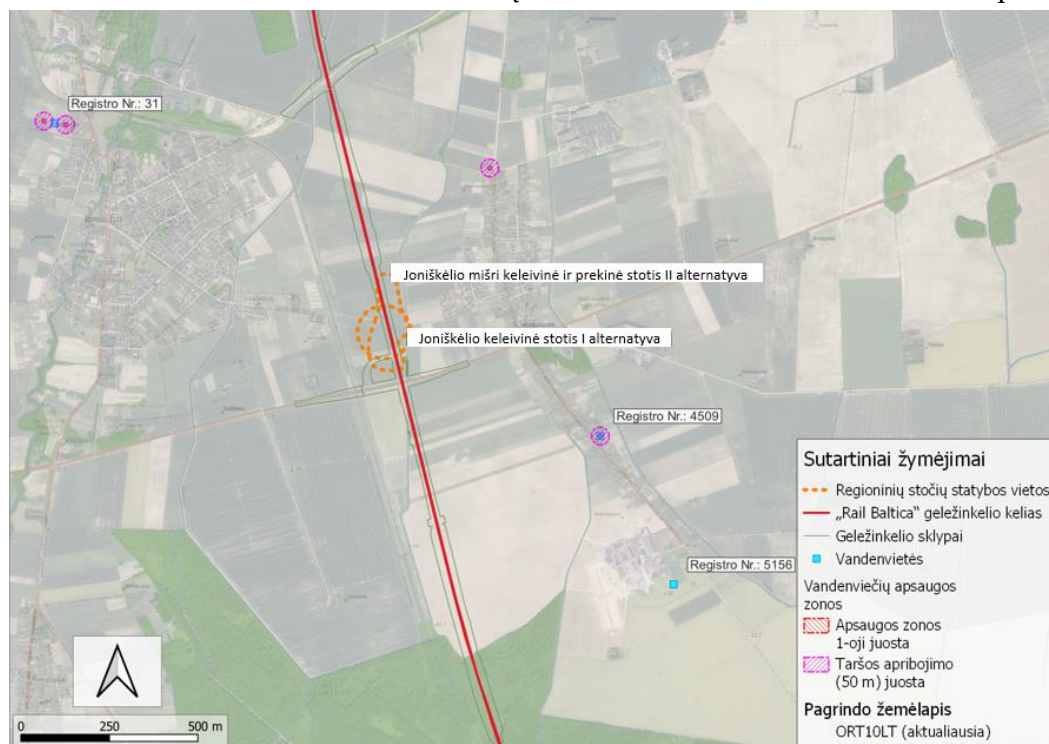 Registro Nr.: 31
Joniškėlio mišri keleivinė ir prekinė stotis II alternatyva
Joniškėlio keleivinė stotis I alternatyva
Registro Nr.: 4509
Registro Nr.: 5156
Sutartiniai žymėjimai
Regioninių stočių statybos vietos
„Rail Baltica“ geležinkelio kelias
Geležinkelio sklypai
Vandenvietės
Vandenviečių apsaugos
zonos
Apsaugos zonos
1-oji juosta
Taršos apribojimo
(50 m) juosta
Pagrindo žemėlapis
ORT10LT (aktualiausia)
0 250 500 m